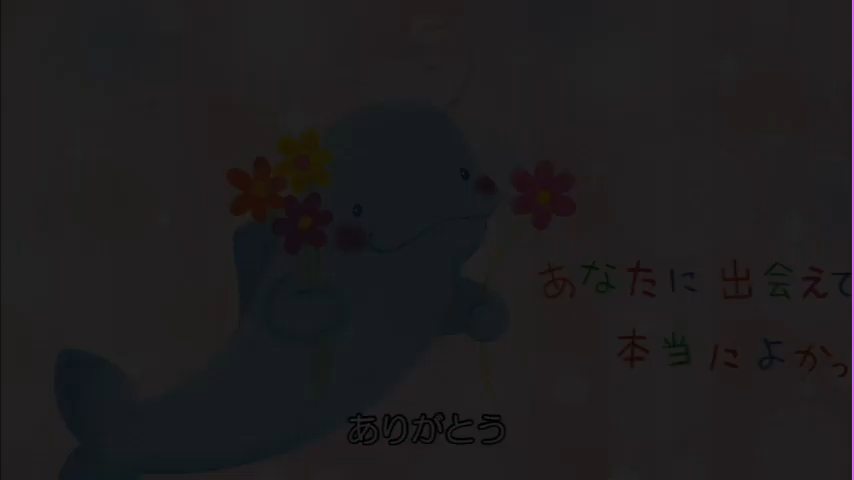 あなたに出会えて
本当によかっ
ありがとう